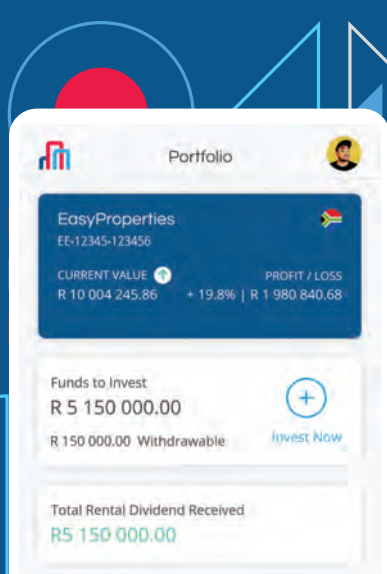 Portfolio
EasyProperties
EE-12345-123456
CURRENT VALUE PROFIT / LOSS
R 10 004 245.86 + 19.8% | R 1 980 840.68
Funds to Invest
R 5 150 000.00
R 150 000.00 Withdrawable Invest Now
Total Rental Dividend Received
R5 150 000.00